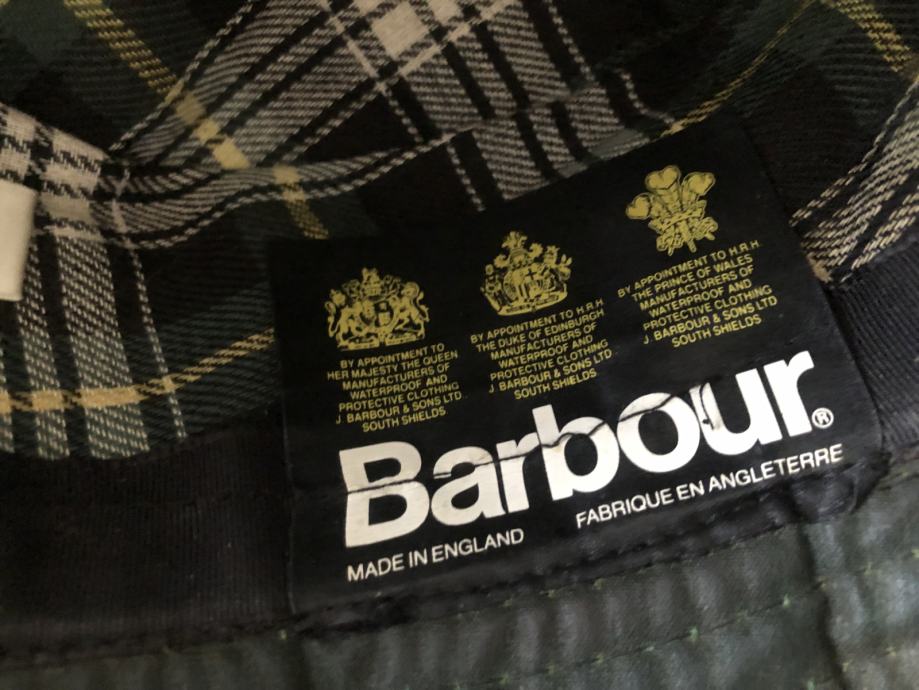 BY APPOINTMENT TO
HER MAJESTY THE QUEEN
MANUFACTURERS OF
WATERPROOF AND
PROTECTIVE CLOTHING
J. BARBOUR & SONS LTD
SOUTH SHIELDS
BY APPOINTMENT TO H.R.H
THE DUKE OF EDINBURGH
MANUFACTURERS OF
WATERPROOF AND
PROTECTIVE CLOTHING
J. BARBOUR & SONS LTD
SOUTH SHIELDS
BY APPOINTMENT TO H.R.H
THE PRINCE OF WALES
MANUFACTURERS OF
WATERPROOF AND
PROTECTIVE CLOTHING
J. BARBOUR & SONS LTD
SOUTH SHIELDS
Barbour®
MADE IN ENGLAND
FABRIQUE EN ANGLETERRE